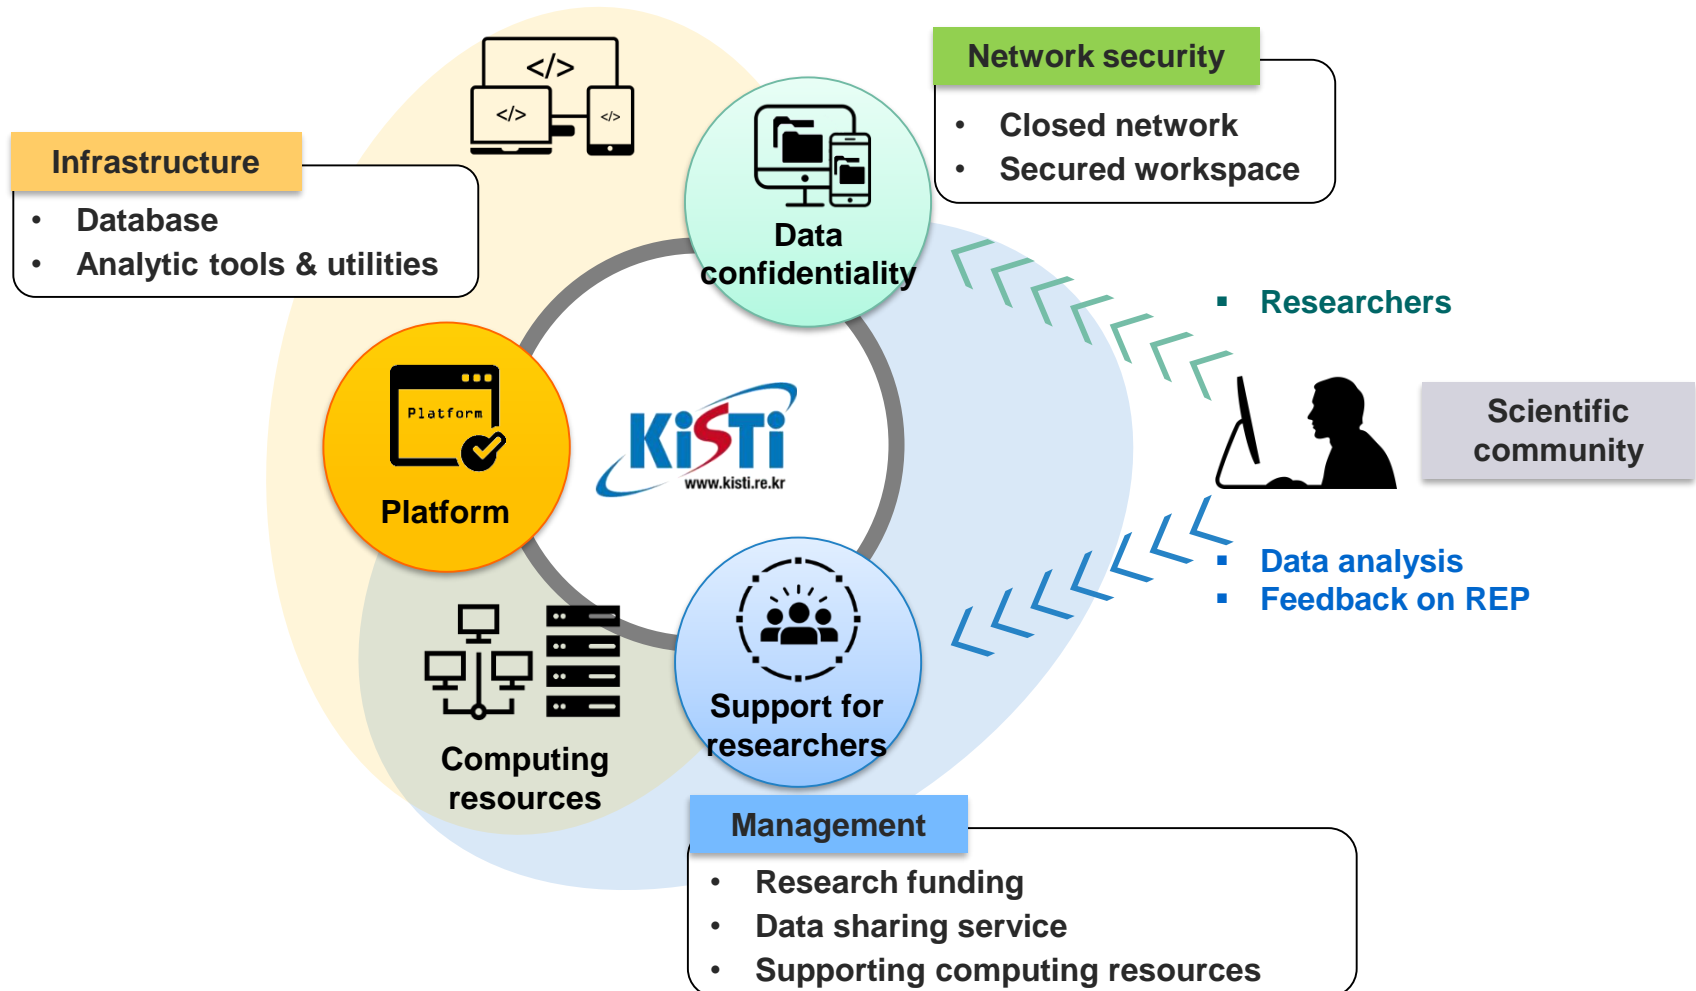 </>
</>
</>
Network security
• Closed network
• Secured workspace
Infrastructure
• Database
• Analytic tools & utilities
Data
confidentiality
▪ Researchers
Platform
Platform
KiSTi
www.kisti.re.kr
Scientific
community
▪ Data analysis
▪ Feedback on REP
Support for
researchers
Computing
resources
Management
• Research funding
• Data sharing service
• Supporting computing resources